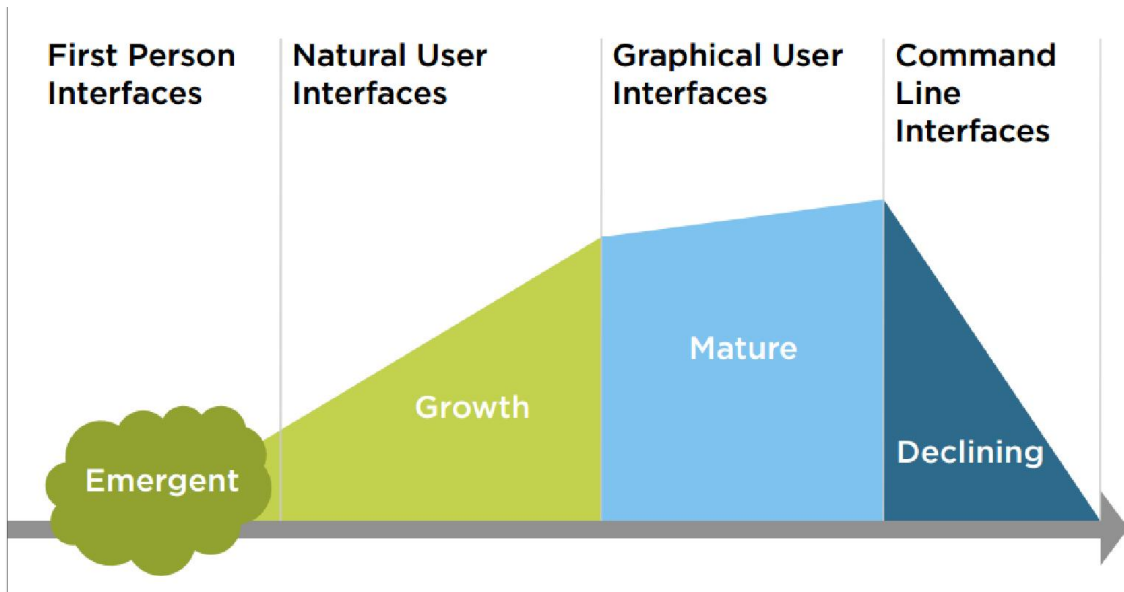 First Person
Interfaces
Natural User
Interfaces
Graphical User
Interfaces
Command
Line
Interfaces
Emergent
Growth
Mature
Declining